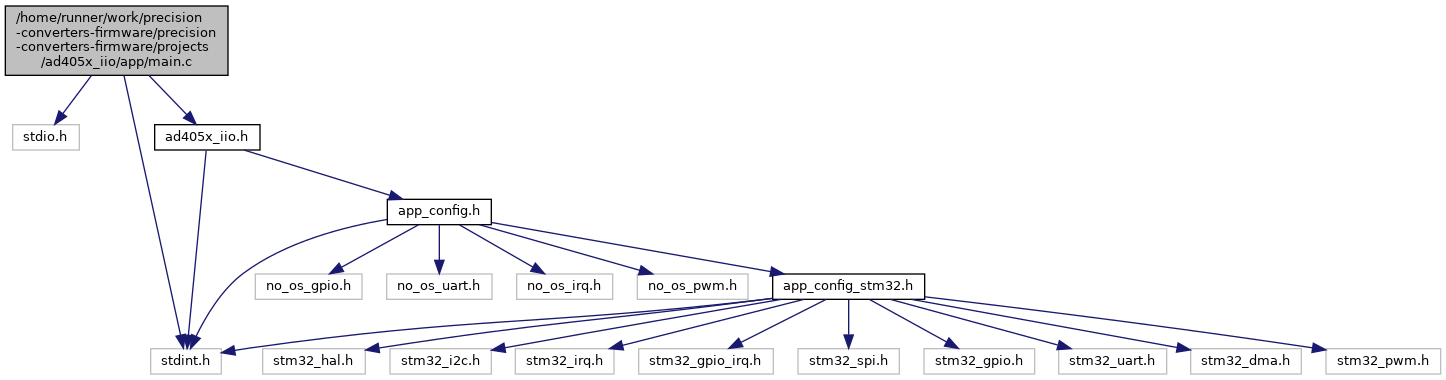 /home/runner/work/precision
-converters-firmware/precision
-converters-firmware/projects
/ad405x_iio/app/main.c
stdio.h
ad405x_iio.h
app_config.h
no_os_gpio.h
no_os_uart.h
no_os_irq.h
no_os_pwm.h
app_config_stm32.h
stdint.h
stm32_hal.h
stm32_i2c.h
stm32_irq.h
stm32_gpio_irq.h
stm32_spi.h
stm32_gpio.h
stm32_uart.h
stm32_dma.h
stm32_pwm.h